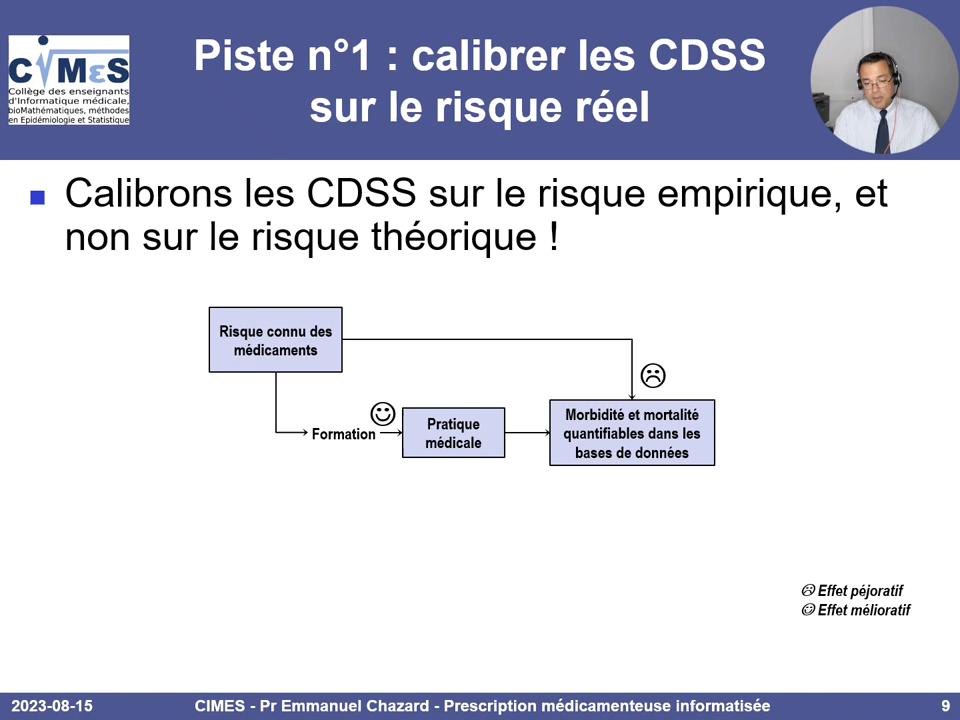 CIMES
Collège des enseignants
d'Informatique médicale,
bioMathématiques, méthodes
en Epidémiologie et Statistique
Piste n°1 : calibrer les CDSS
sur le risque réel
Calibrons les CDSS sur le risque empirique, et
non sur le risque théorique !
Risque connu des
médicaments
Formation
Pratique
médicale
Morbidité et mortalité
quantifiables dans les
bases de données
☹ Effet péjoratif
☺ Effet mélioratif
2023-08-15 CIMES - Pr Emmanuel Chazard - Prescription médicamenteuse informatisée 9